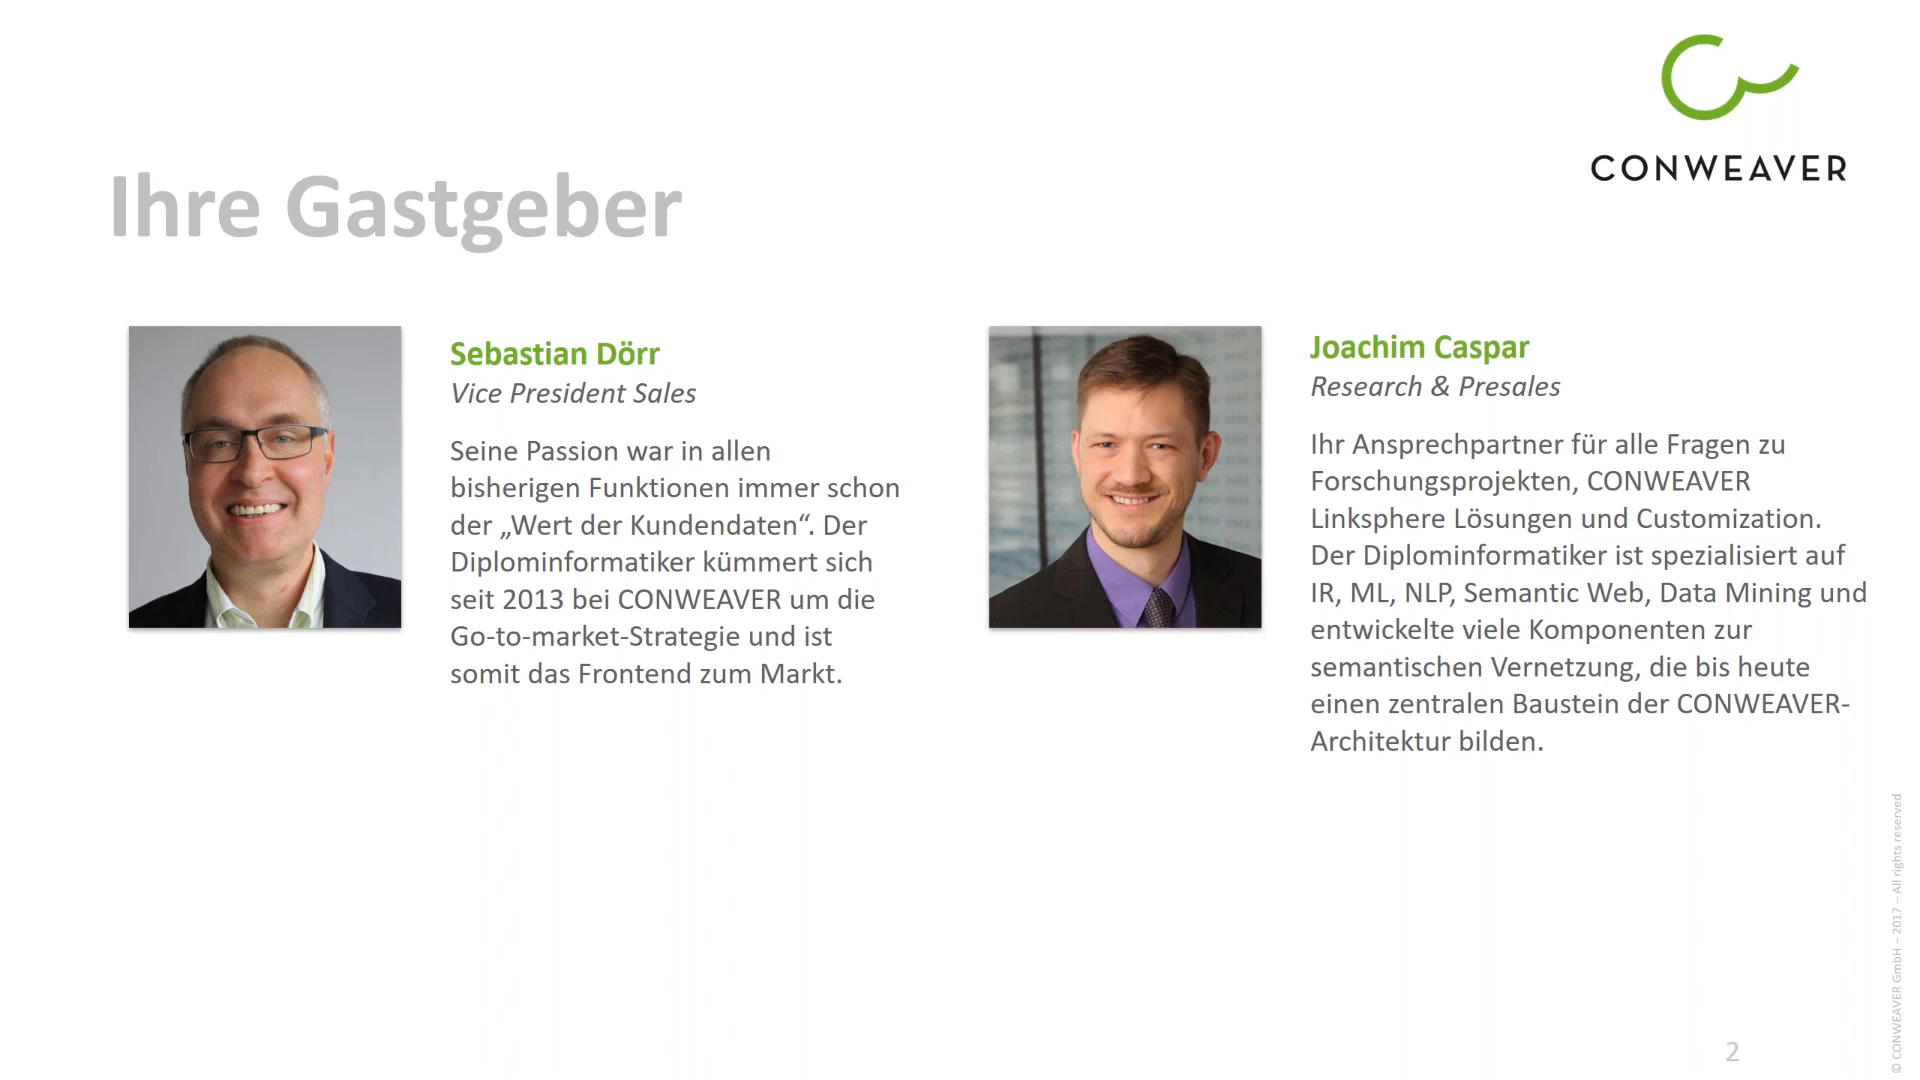 CONWEAVER
Ihre Gastgeber
Sebastian Dörr
Vice President Sales
Seine Passion war in allen
bisherigen Funktionen immer schon
der „Wert der Kundendaten“. Der
Diplominformatiker kümmert sich
seit 2013 bei CONWEAVER um die
Go-to-market-Strategie und ist
somit das Frontend zum Markt.
Joachim Caspar
Research & Presales
Ihr Ansprechpartner für alle Fragen zu
Forschungsprojekten, CONWEAVER
Linksphere Lösungen und Customization.
Der Diplominformatiker ist spezialisiert auf
IR, ML, NLP, Semantic Web, Data Mining und
entwickelte viele Komponenten zur
semantischen Vernetzung, die bis heute
einen zentralen Baustein der CONWEAVER-
Architektur bilden.
© CONWEAVER GmbH – 2017 – All rights reserved
2